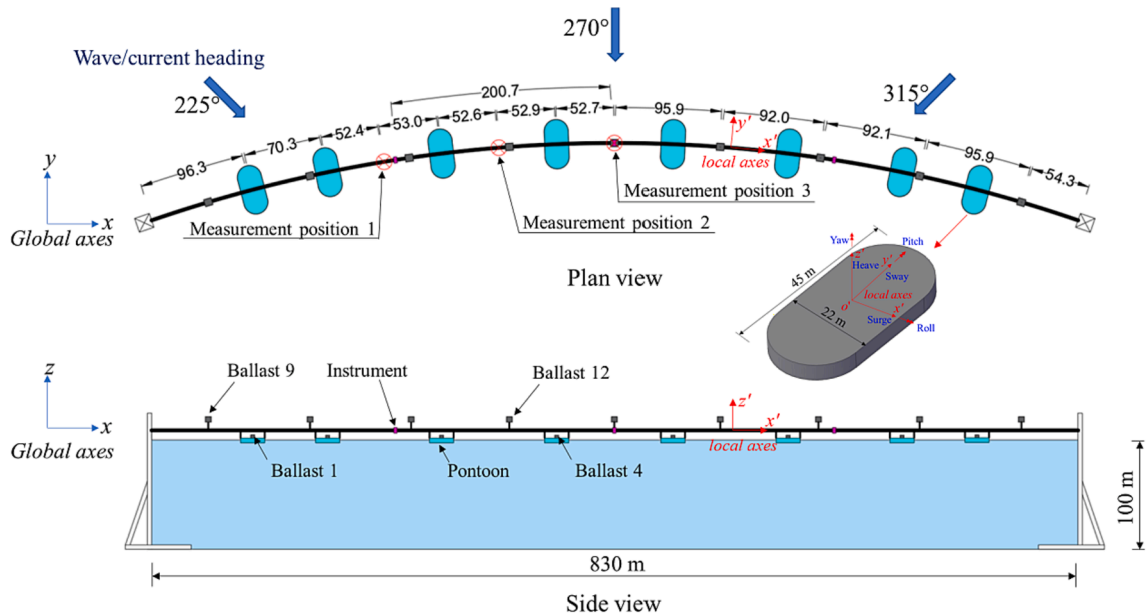 270°
Wave/current heading
225°
315°
200.7
96.3
70.3
52.4
53.0
52.6
52.9
52.7
95.9
92.0
92.1
95.9
54.3
y
x
Global axes
y'
x'
local axes
Measurement position 1
Measurement position 2
Measurement position 3
Plan view
Yaw
z'
Heave
Pitch
y'
Sway
local axes
o'
x'
Surge
Roll
45 m
22 m
z
x
Global axes
Ballast 9
Instrument
Ballast 12
z'
x'
local axes
Ballast 1
Pontoon
Ballast 4
100 m
830 m
Side view